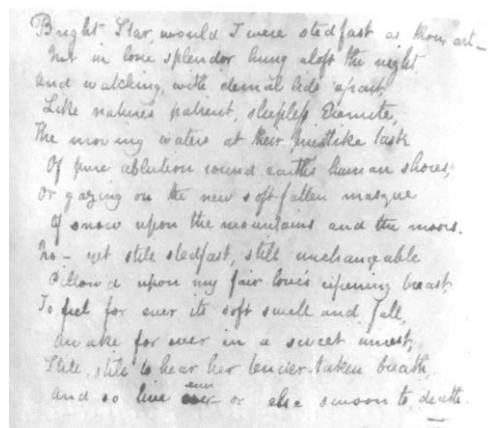 Bright Star, would I were stedfast as thou art—
Not in lone splendor hung aloft the night
And watching, with eternal lids apart,
Like natures patient, sleepless Eremite,
The moving waters at their priestlike task
Of pure ablution round earths human shores,
Or gazing on the new soft-fallen masque
Of snow upon the mountains and the moors.
No— yet still stedfast, still unchangeable
Pillow'd upon my fair love's ripening breast,
To feel for ever its soft swell and fall,
Awake for ever in a sweet unrest,
Still, still to hear her tender-taken breath,
ever
And so live or else swoon to death—